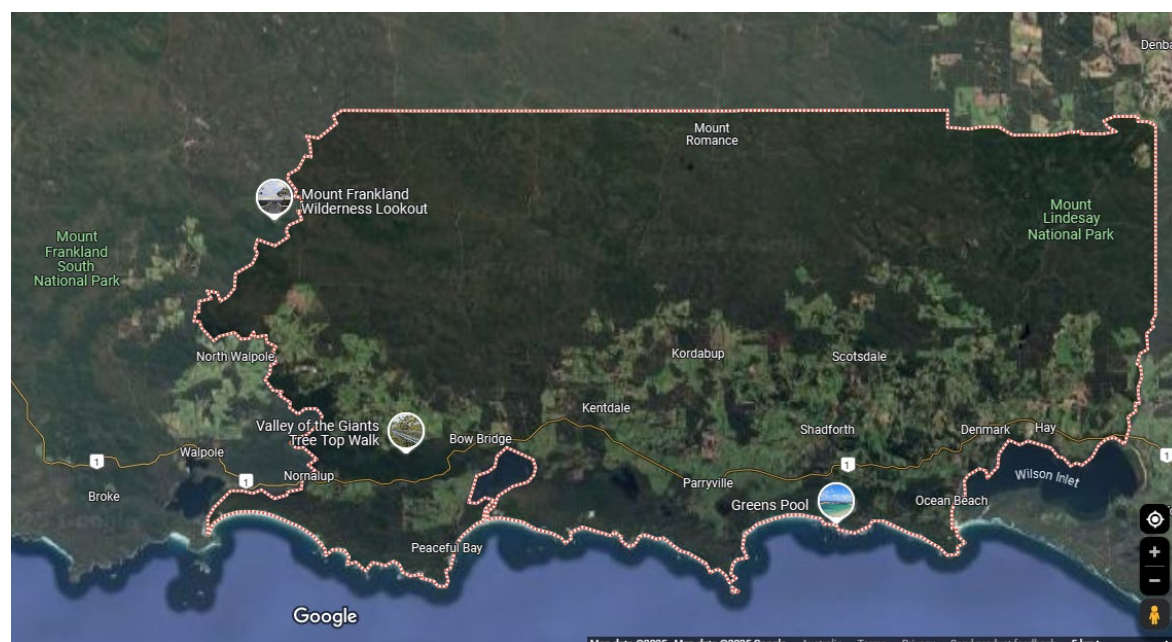 Denba
Mount
Romance
Mount Frankland
Wilderness Lookout
Mount
Lindesay
National Park
Mount
Frankland
South
National Park
North Walpole
Kordabup
Scotsdale
Kentdale
Valley of the Giants
Tree Top Walk
Bow Bridge
Shadforth
Denmark
Hay
Walpole
1
1
1
1
Nornalup
Wilson Inlet
Parryville
Broke
Greens Pool
Ocean Beach
Peaceful Bay
Google